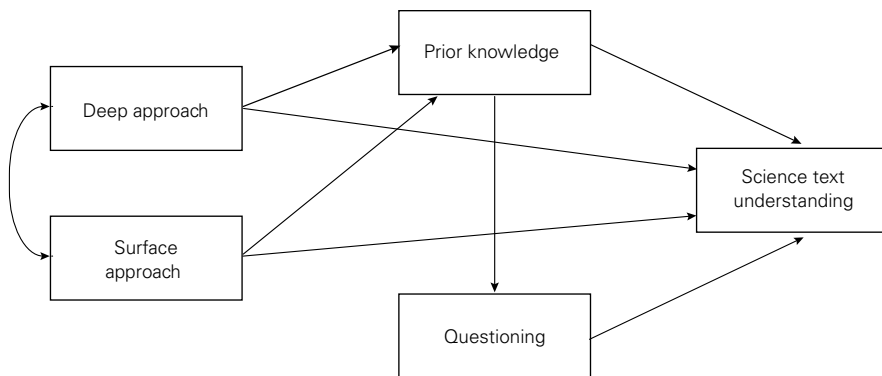 Prior knowledge
Deep approach
Science text
understanding
Surface
approach
Questioning